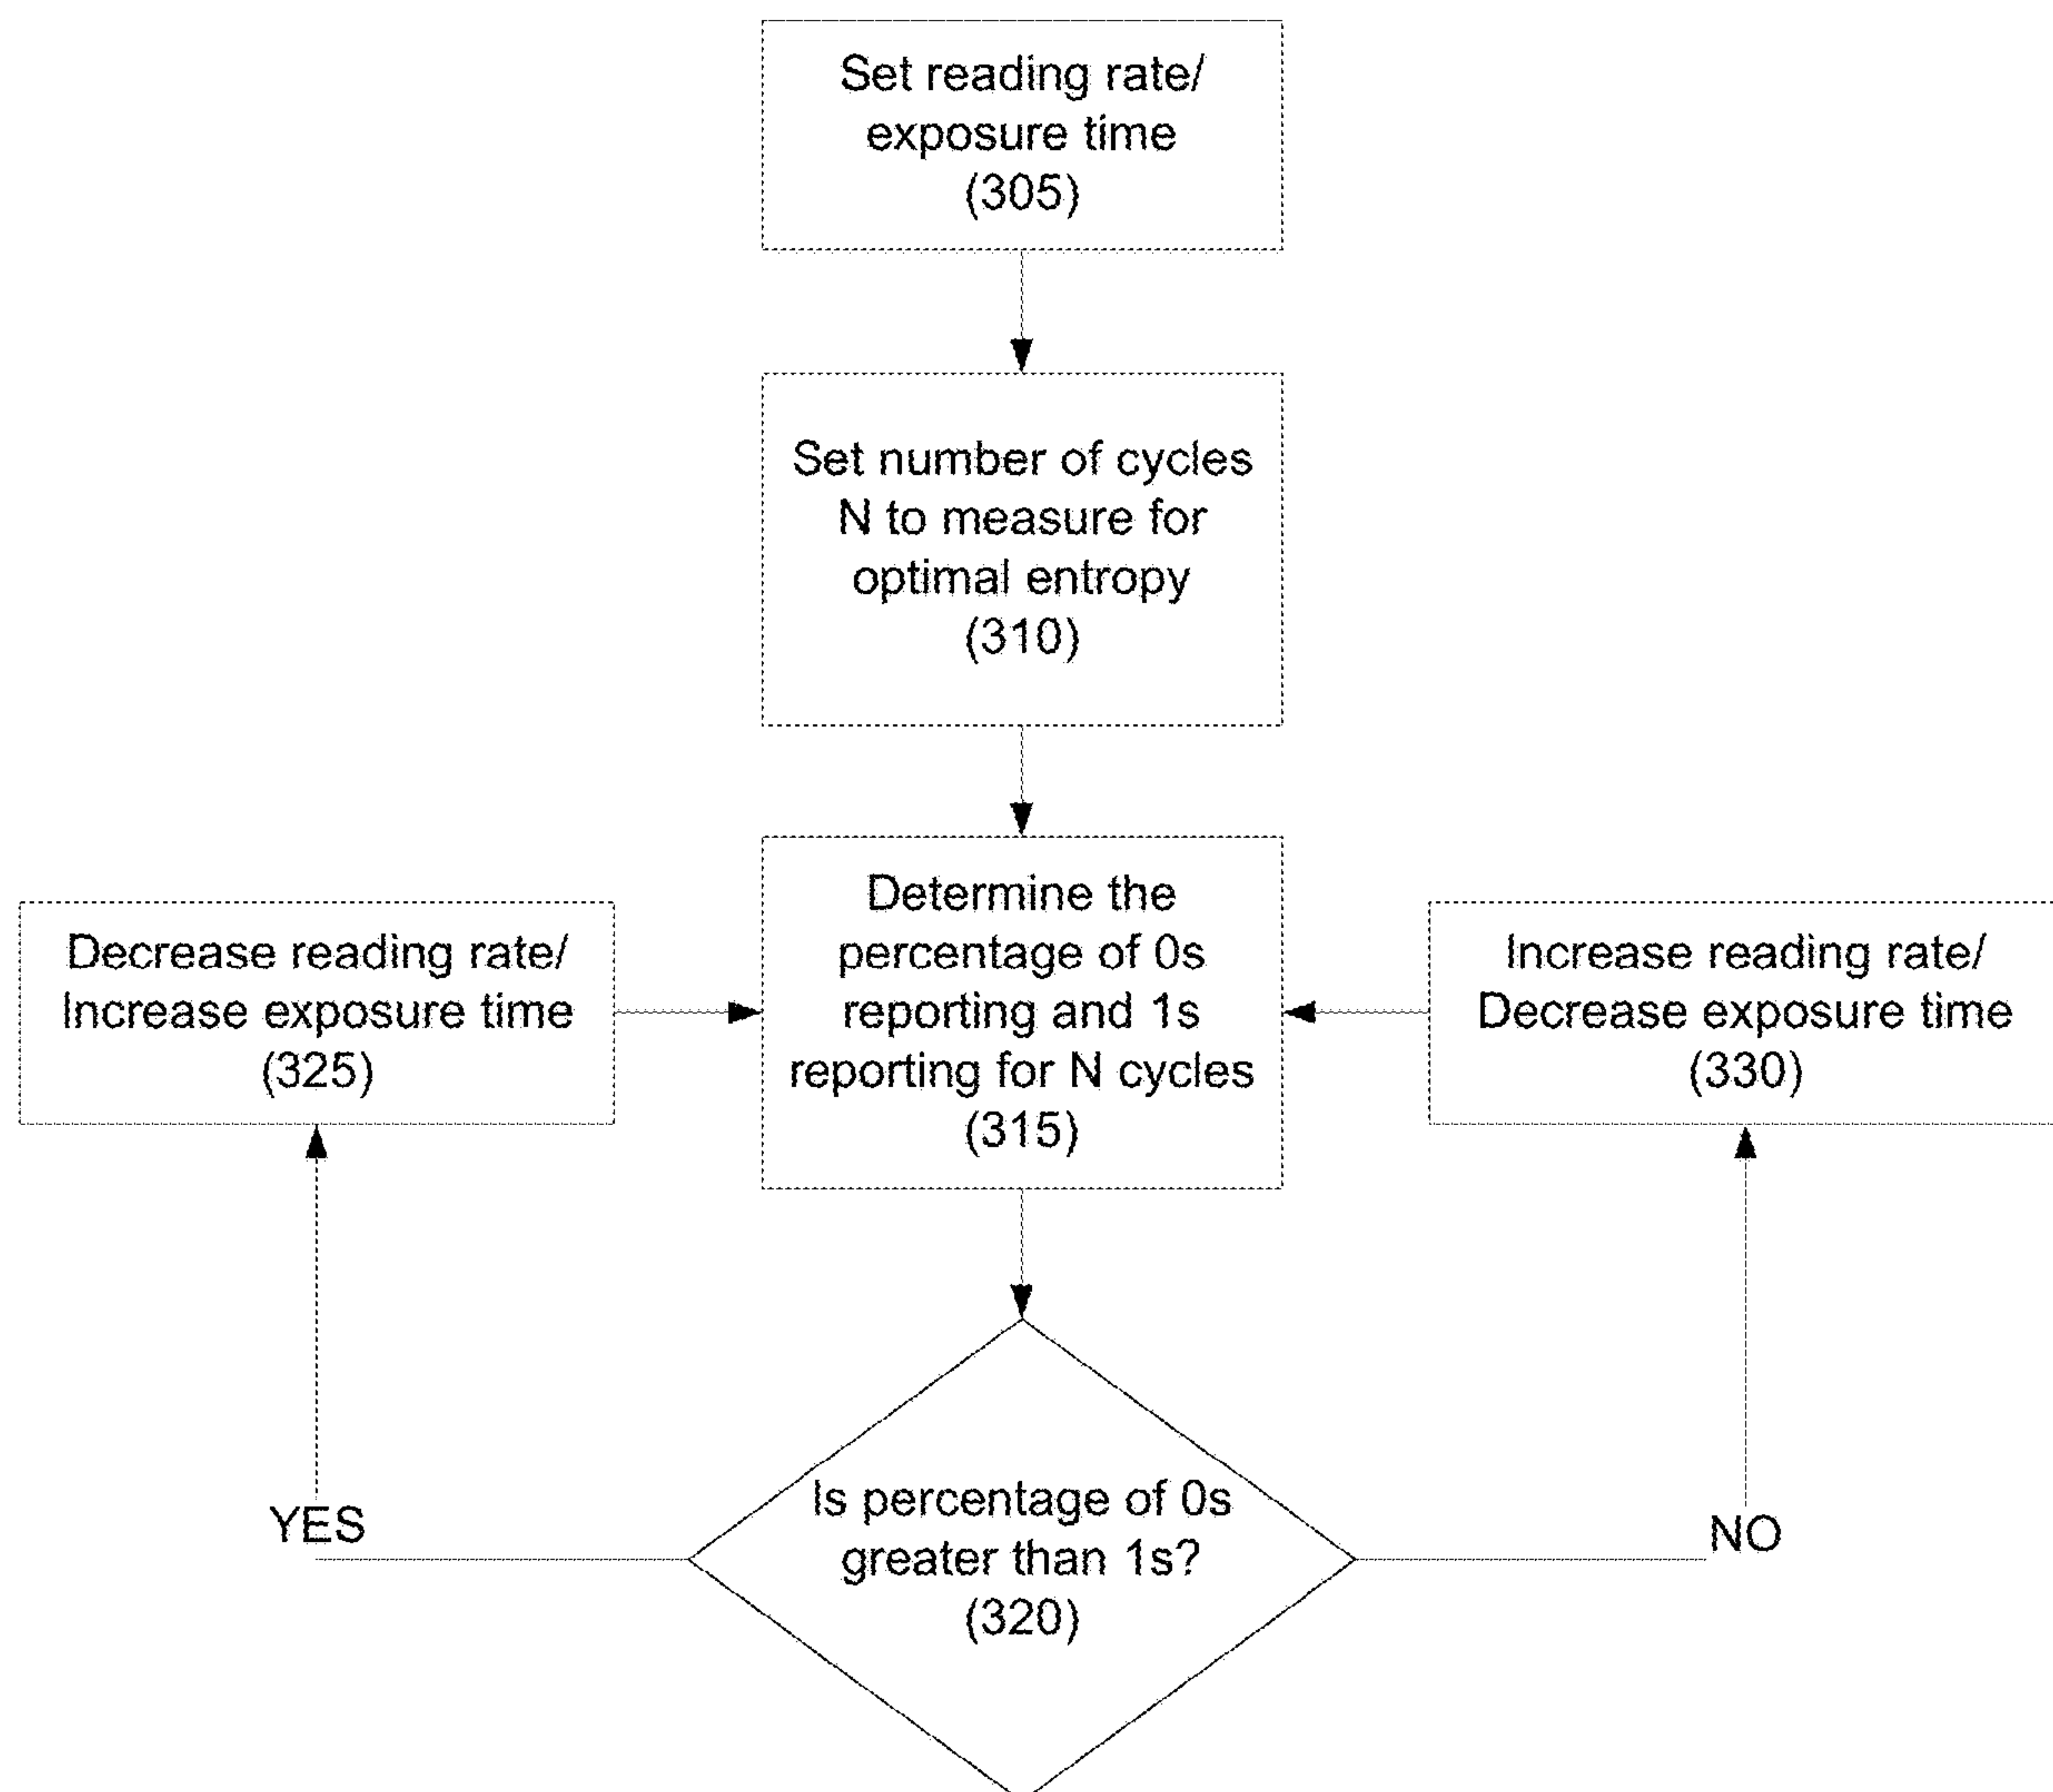 Set reading rate/
exposure time
(305)
Set number of cycles
N to measure for
optimal entropy
(310)
Determine the
percentage of 0s
reporting and 1s
reporting for N cycles
(315)
Decrease reading rate/
Increase exposure time
(325)
Increase reading rate/
Decrease exposure time
(330)
Is percentage of 0s
greater than 1s?
(320)
YES
NO